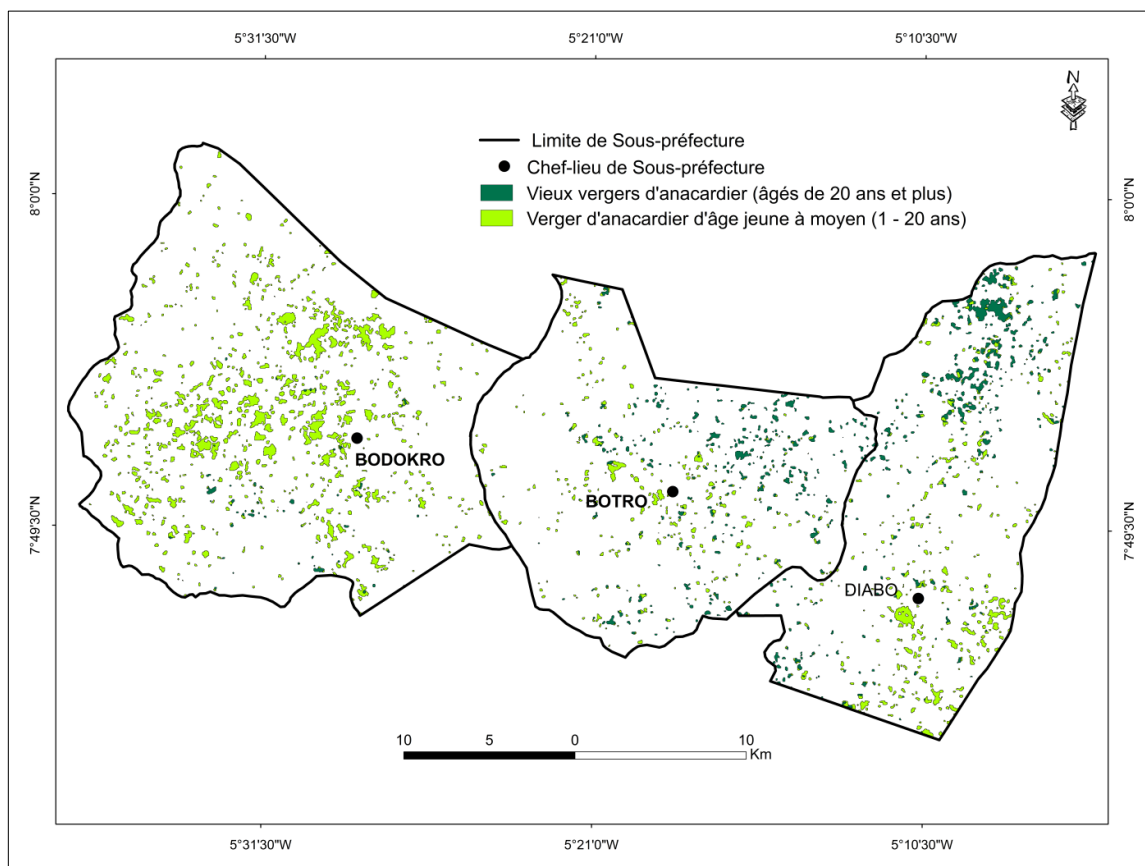 5°31'30"W 5°21'0"W 5°10'30"W
N
Limite de Sous-préfecture
Chef-lieu de Sous-préfecture
Vieux vergers d'anacardier (âgés de 20 ans et plus)
Verger d'anacardier d'âge jeune à moyen (1 - 20 ans)
8°0'0"N 8°0'0"N
BODOKRO
BOTRO
7°49'30"N 7°49'30"N
DIABO
10 5 0 10
Km
5°31'30"W 5°21'0"W 5°10'30"W